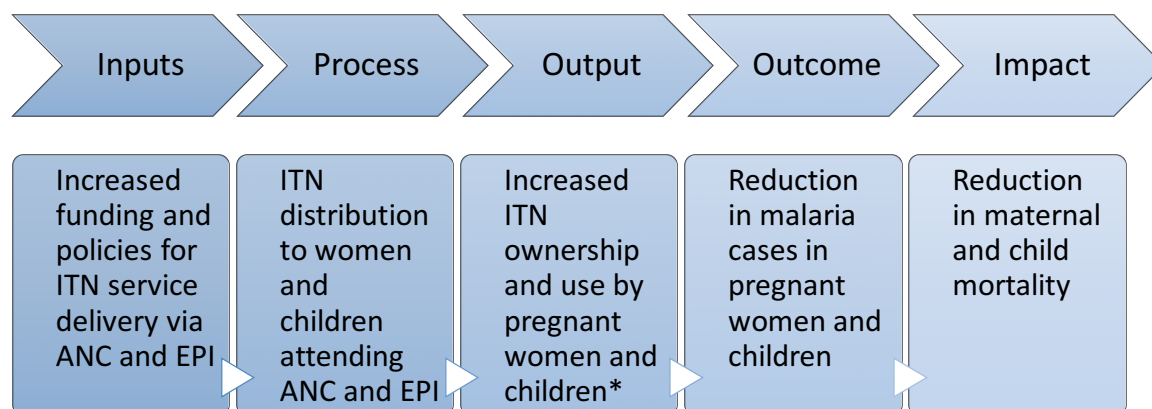 Inputs
Process
Output
Outcome
Impact
Increased
funding and
policies for
ITN service
delivery via
ANC and EPI
ITN
distribution
to women
and
children
attending
ANC and EPI
Increased
ITN
ownership
and use by
pregnant
women and
children*
Reduction
in malaria
cases in
pregnant
women and
children
Reduction
in maternal
and child
mortality